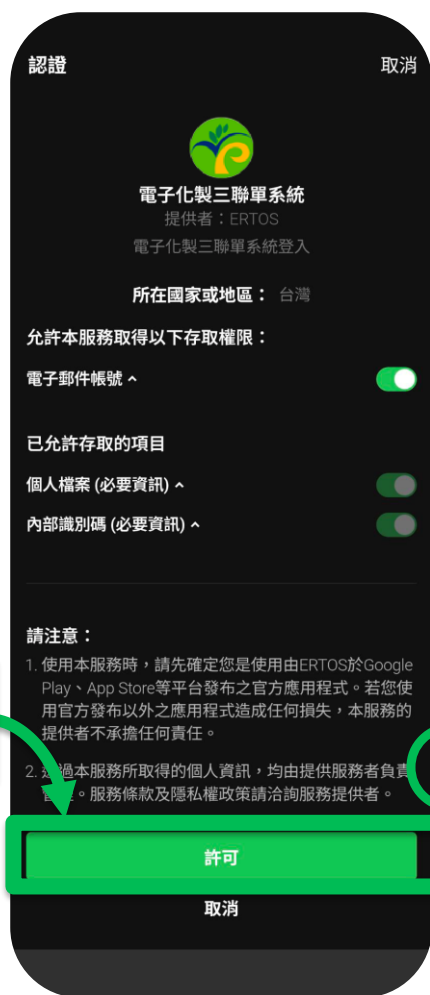 認證 取消
電子化製三聯單系統
提供者：ERTOS
電子化製三聯單系統登入
所在國家或地區： 台灣
允許本服務取得以下存取權限：
電子郵件帳號
已允許存取的項目
個人檔案 (必要資訊)
內部識別碼 (必要資訊)
請注意：
1. 使用本服務時，請先確定您是使用由ERTOS於Google
Play、App Store等平台發布之官方應用程式。若您使
用官方發布以外之應用程式造成任何損失，本服務的
提供者不承擔任何責任。
2. 過本服務所取得的個人資訊，均由提供服務者負責
。服務條款及隱私權政策請洽詢服務提供者。
許可
取消